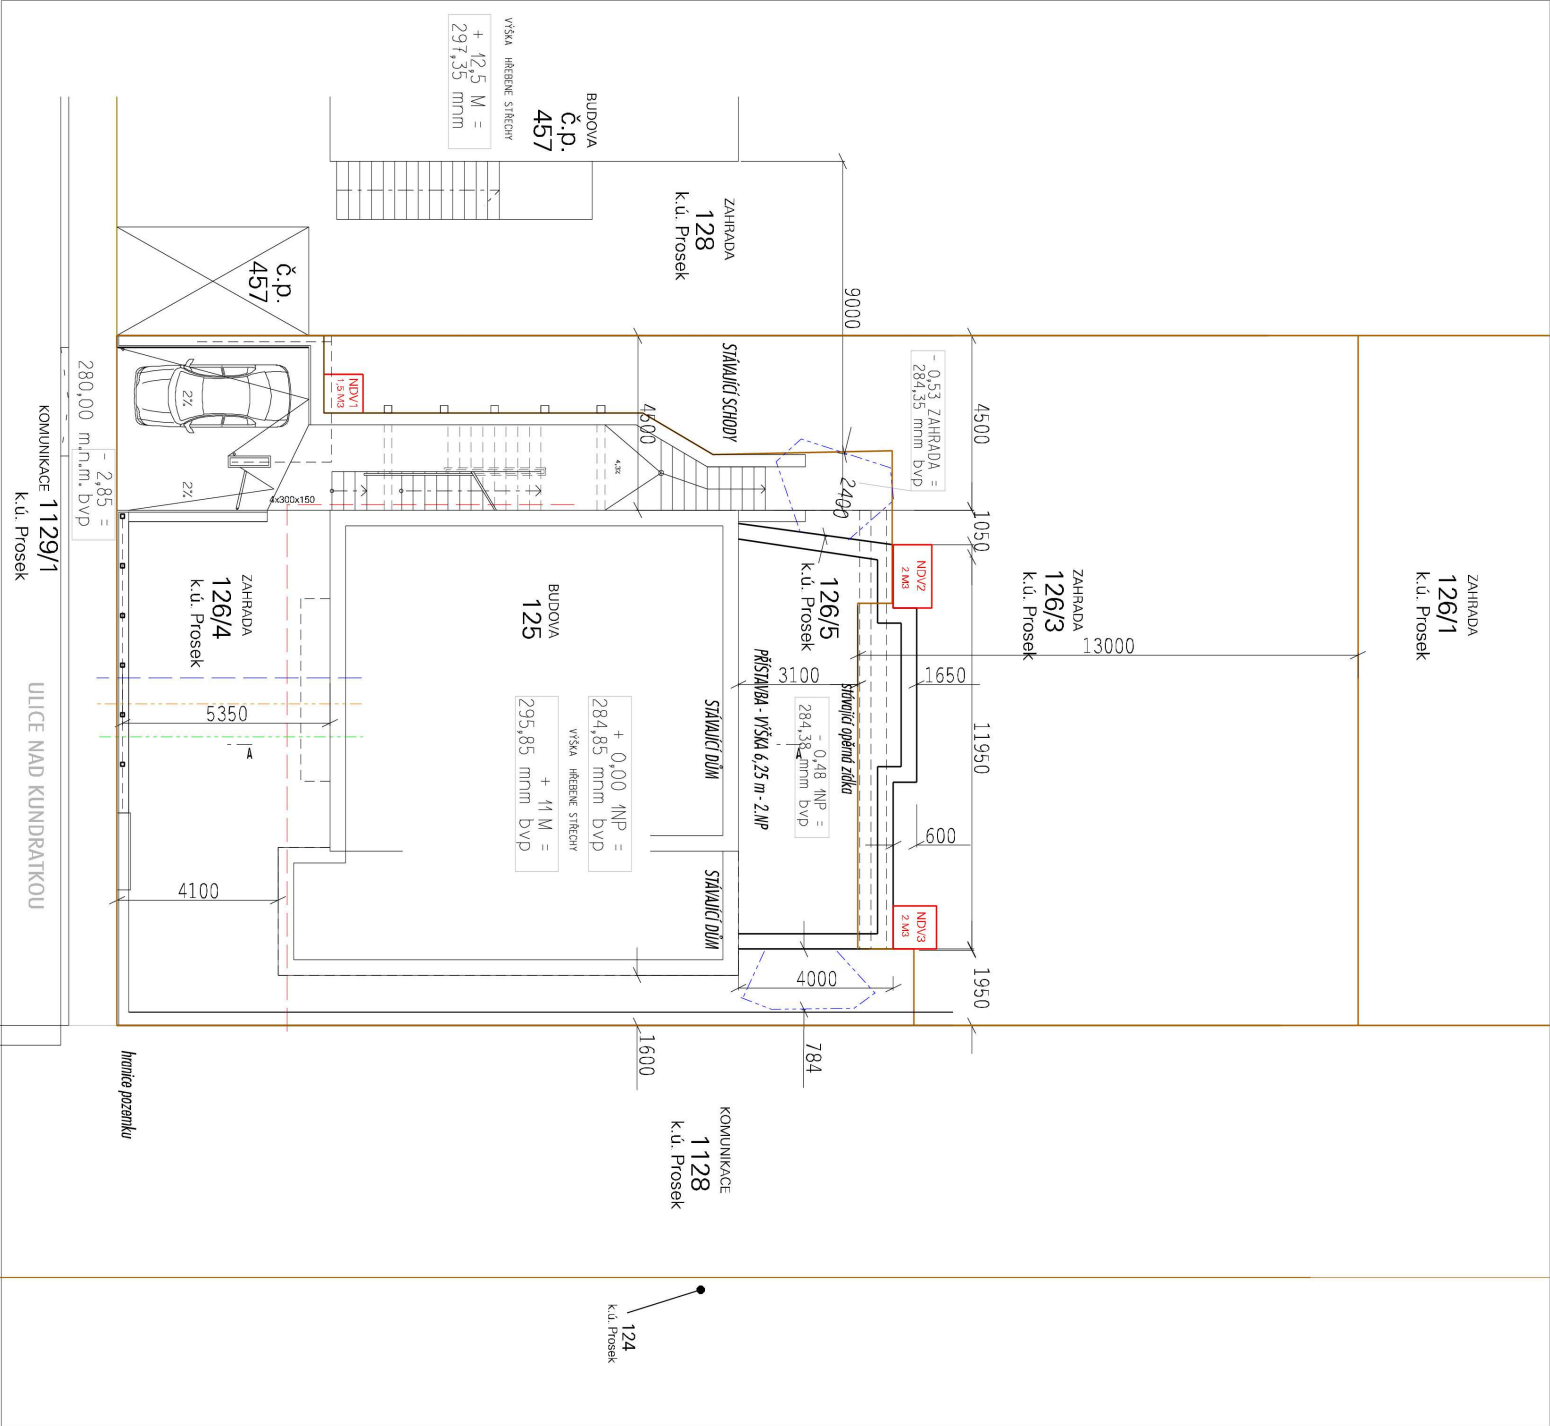 VÝŠKA HŘEBENE STŘECHY
+ 12,5 M =
297,35 mnm
BUDOVA
č.p.
457
ZAHRADA
128
k.ú. Prosek
č.p.
457
9000
STÁVAJÍCÍ SCHODY
- 0,53 ZAHRADA =
284,35 mnm bvp
4500
4500
2400
1050
NDV1
1,5 M3
2%
2%
4,3%
4x300x150
280,00 m.n.m. bvp
- 2,85 =
KOMUNIKACE
1129/1
k.ú. Prosek
ULICE NAD KUNDRATKOU
ZAHRADA
126/4
k.ú. Prosek
BUDOVA
125
126/5
k.ú. Prosek
NDV2
2 M3
ZAHRADA
126/3
k.ú. Prosek
ZAHRADA
126/1
k.ú. Prosek
13000
1650
3100
11950
600
stávající opěrná zídka
PŘÍSTAVBA - VÝŠKA 6,25 m - 2.NP
- 0,48 1NP =
284,38 mnm bvp
A
A
STÁVAJÍCÍ DŮM
STÁVAJÍCÍ DŮM
+ 0,00 1NP =
284,85 mnm bvp
VÝŠKA HŘEBENE STŘECHY
+ 11 M =
295,85 mnm bvp
5350
4100
NDV3
2 M3
4000
1950
1600
784
hranice pozemku
KOMUNIKACE
1128
k.ú. Prosek
124
k.ú. Prosek